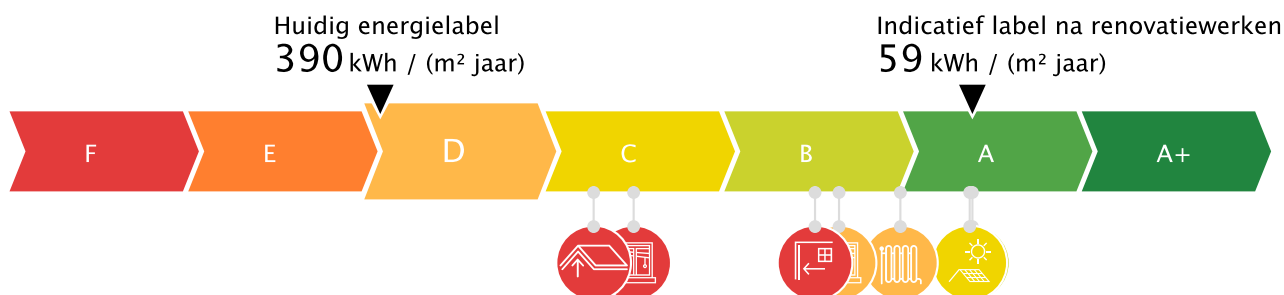 Huidig energielabel
390 kWh / (m² jaar)
Indicatief label na renovatiewerken
59 kWh / (m² jaar)
F
E
D
C
B
A
A+